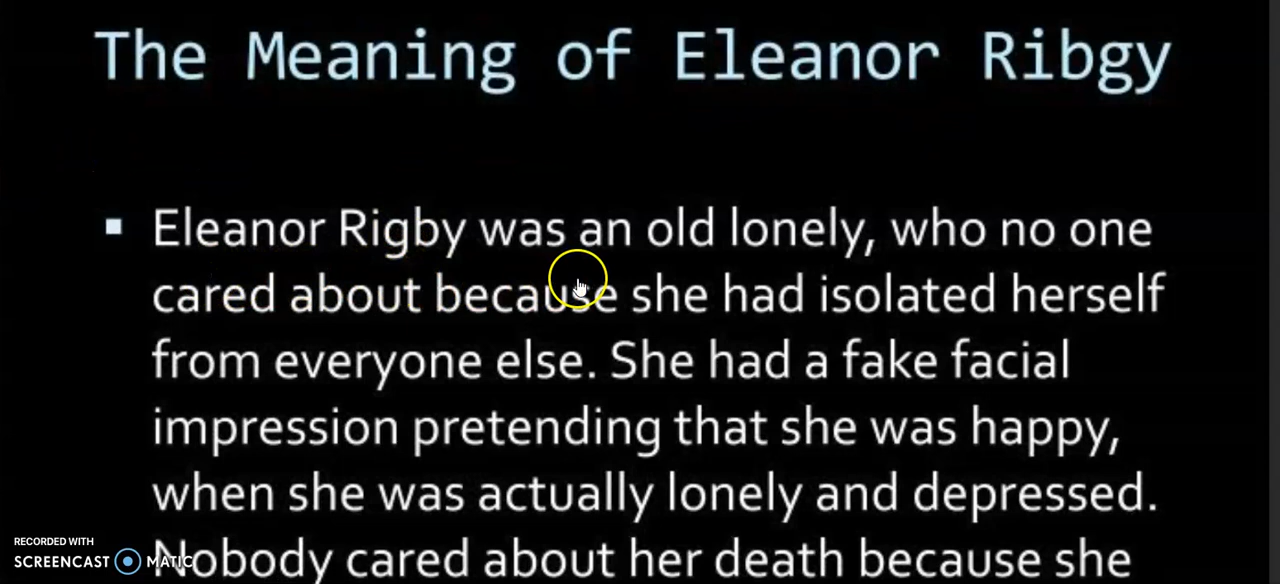 The Meaning of Eleanor Ribgy
Eleanor Rigby was an old lonely, who no one
cared about because she had isolated herself
from everyone else. She had a fake facial
impression pretending that she was happy,
when she was actually lonely and depressed.
Nobody cared about her death because she
RECORDED WITH
SCREENCAST MATIC